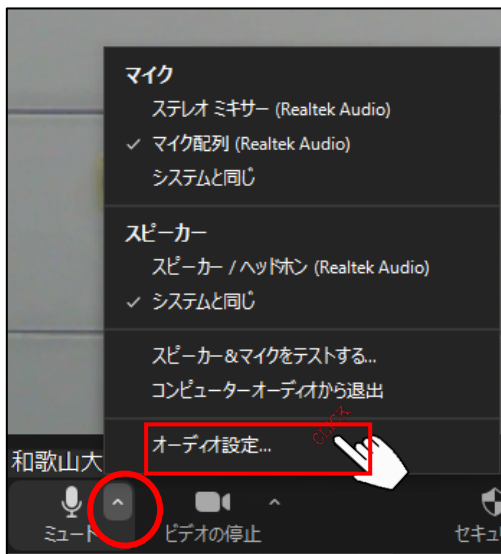 マイク
ステレオ ミキサー (Realtek Audio)
✓ マイク配列 (Realtek Audio)
システムと同じ
スピーカー
スピーカー / ヘッドホン (Realtek Audio)
✓ システムと同じ
スピーカー&マイクをテストする...
コンピューターオーディオから退出
CLICK
オーディオ設定...
和歌山大
ミュート
ビデオの停止
セキュ